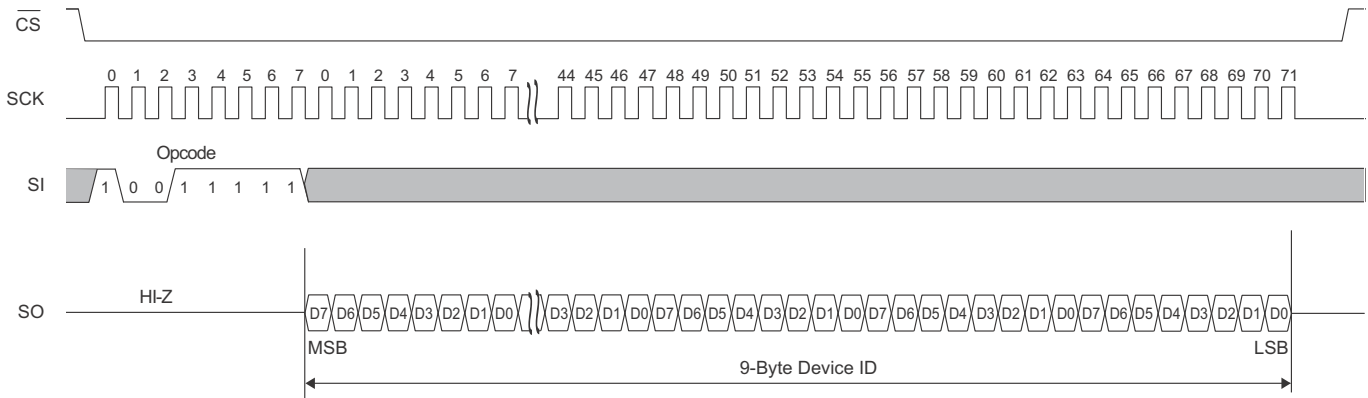 CS
0 1 2 3 4 5 6 7 0 1 2 3 4 5 6 7 44 45 46 47 48 49 50 51 52 53 54 55 56 57 58 59 60 61 62 63 64 65 66 67 68 69 70 71
SCK
Opcode
SI 1 0 0 1 1 1 1 1
HI-Z
SO D7 D6 D5 D4 D3 D2 D1 D0 D3 D2 D1 D0 D7 D6 D5 D4 D3 D2 D1 D0 D7 D6 D5 D4 D3 D2 D1 D0 D7 D6 D5 D4 D3 D2 D1 D0
MSB LSB
9-Byte Device ID